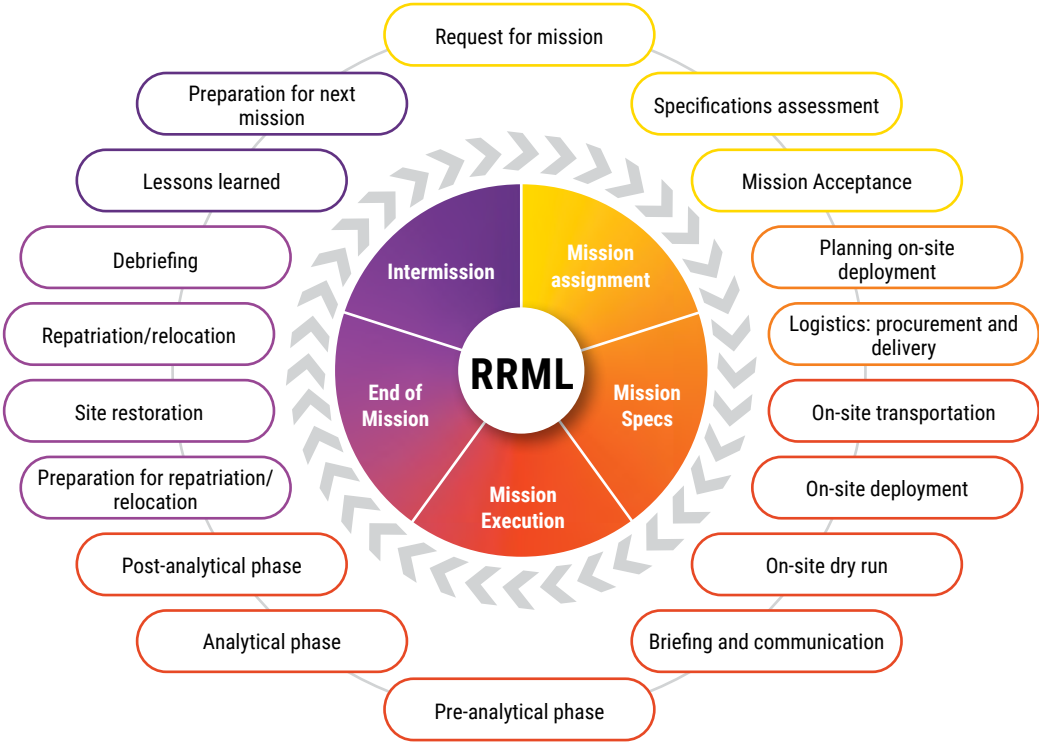 Request for mission
Specifications assessment
Mission Acceptance
Planning on-site
deployment
Logistics: procurement and
delivery
On-site transportation
On-site deployment
On-site dry run
Briefing and communication
Pre-analytical phase
Analytical phase
Post-analytical phase
Preparation for repatriation/
relocation
Site restoration
Repatriation/relocation
Debriefing
Lessons learned
Preparation for next
mission
Mission
assignment
Mission
Specs
Mission
Execution
End of
Mission
Intermission
RRML